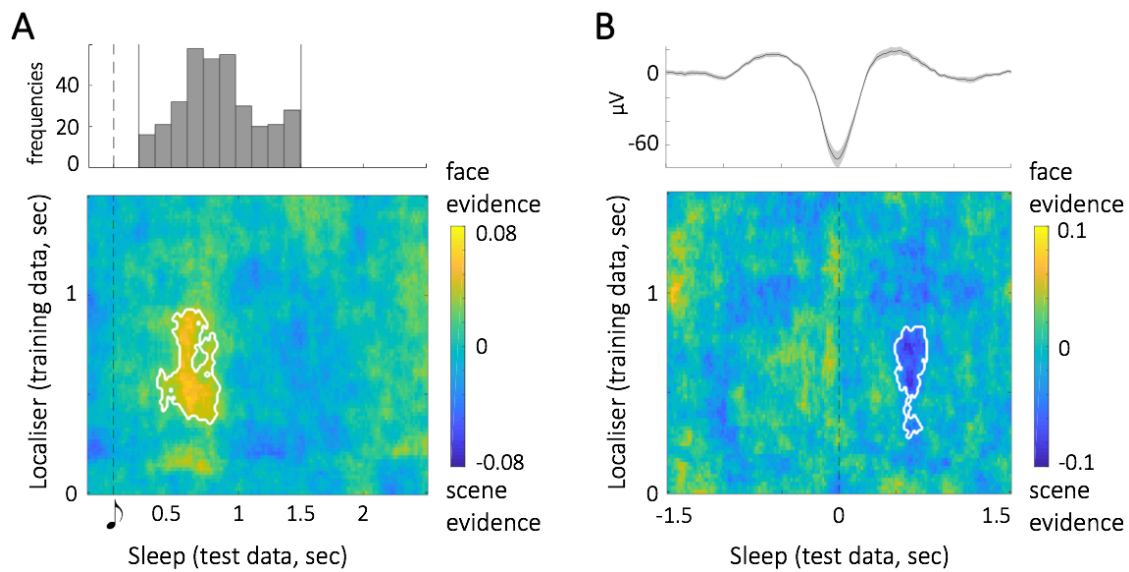 A
frequencies
40
20
0
Localiser (training data, sec)
1
0
0.5 1 1.5 2
Sleep (test data, sec)
face
evidence
0.08
0
-0.08
scene
evidence
B
μV
0
-60
Localiser (training data, sec)
1
0
-1.5 0 1.5
Sleep (test data, sec)
face
evidence
0.1
0
-0.1
scene
evidence